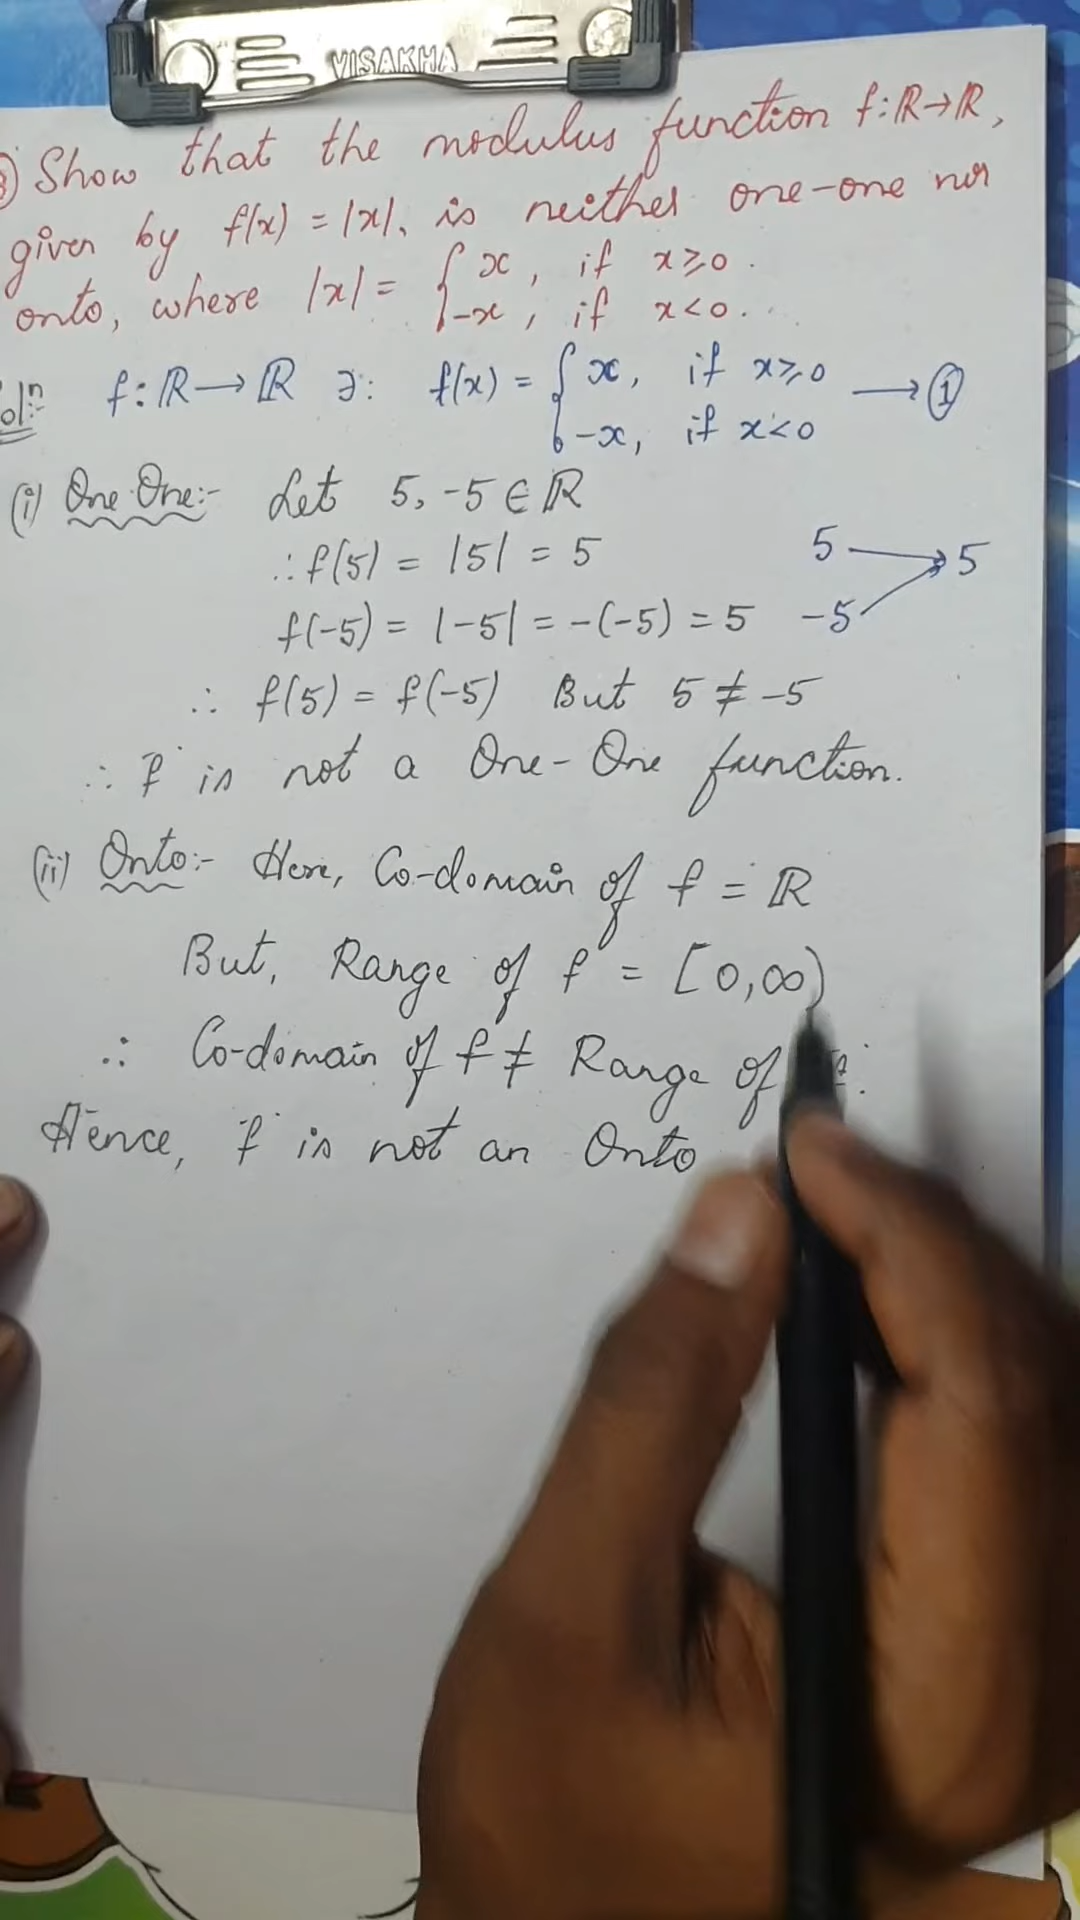 VISAKHA
3) Show that the modulus function f:ℝ→ℝ,
given by f(x) = |x|, is neither one-one nor
onto, where |x| = { x, if x≥0.
-x, if x<0.
Solⁿ:- f:ℝ→ℝ ∋: f(x) = { x, if x≥0 → ①
-x, if x<0
(i) One One:- Let 5, -5 ∈ ℝ
∴ f(5) = |5| = 5
5 → 5
f(-5) = |-5| = -(-5) = 5
-5
∴ f(5) = f(-5) But 5 ≠ -5
∴ f is not a One-One function.
(ii) Onto:- Here, Co-domain of f = ℝ
But, Range of f = [0,∞)
∴ Co-domain of f ≠ Range of
Hence, f is not an Onto